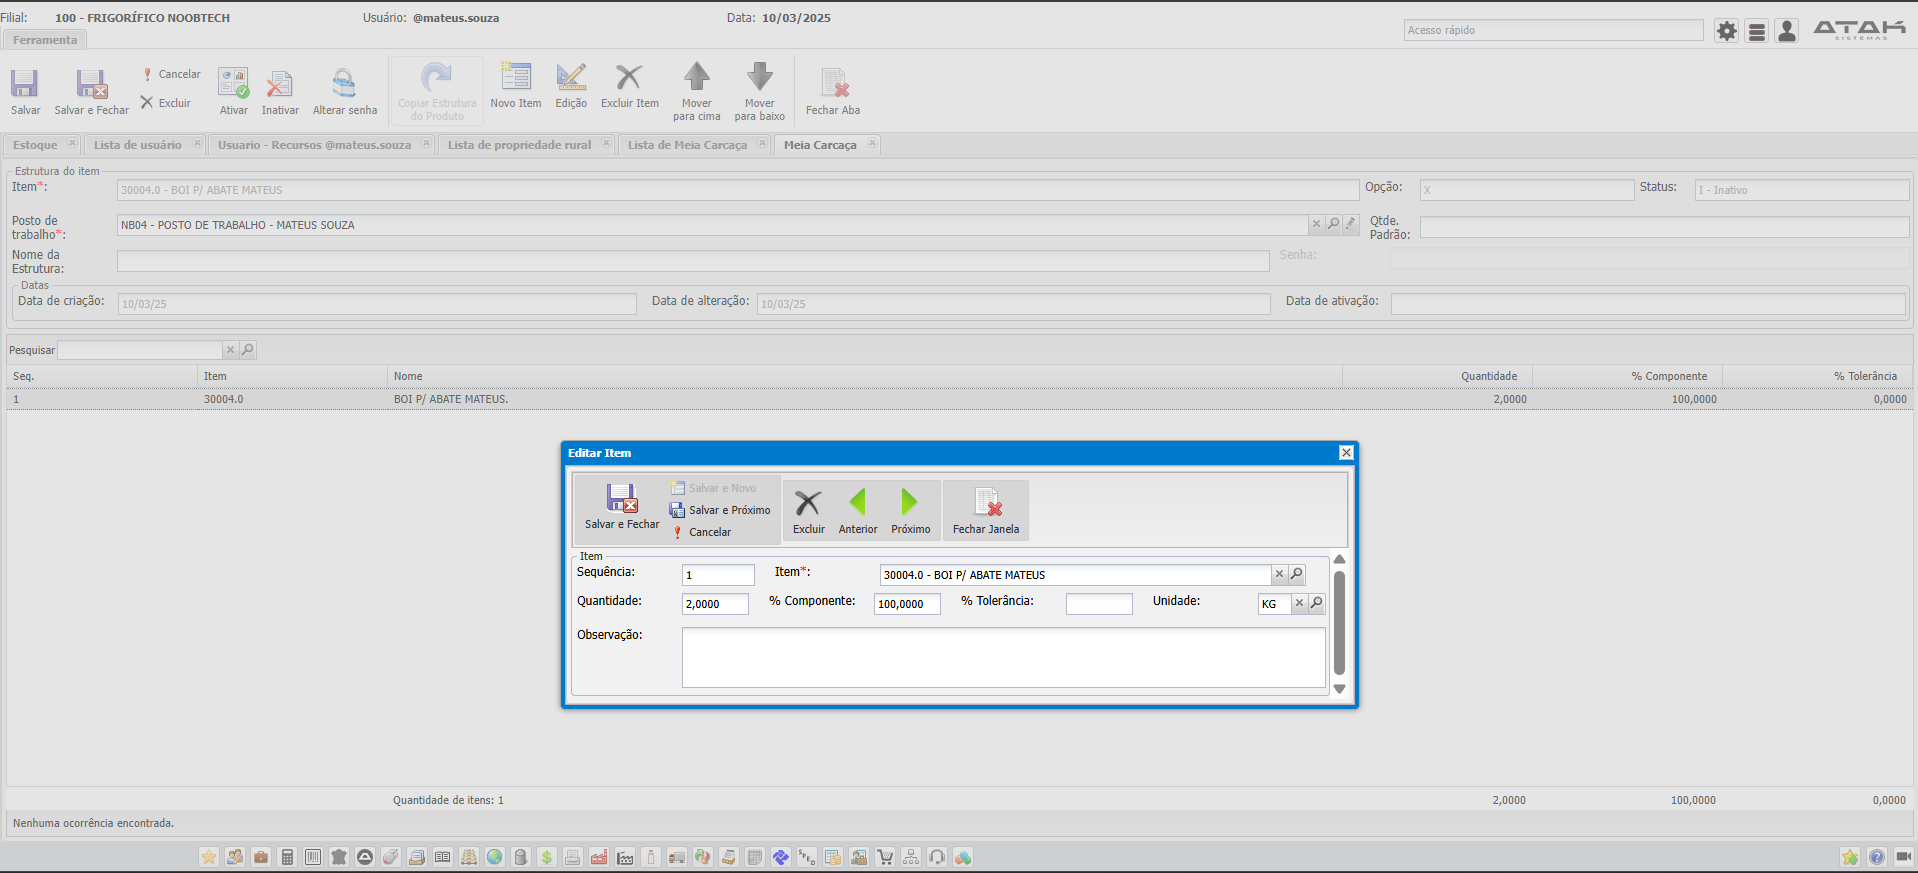 Filial: 100 - FRIGORÍFICO NOOBTECH Usuário: @mateus.souza Data: 10/03/2025
Acesso rápido
ATAK
SISTEMAS
Ferramenta
Salvar
Salvar e Fechar
Cancelar
Excluir
Ativar
Inativar
Alterar senha
Copiar Estrutura
do Produto
Novo Item
Edição
Excluir Item
Mover
para cima
Mover
para baixo
Fechar Aba
Estoque
Lista de usuário
Usuario - Recursos @mateus.souza
Lista de propriedade rural
Lista de Meia Carcaça
Meia Carcaça
Estrutura do item
Item*: 30004.0 - BOI P/ ABATE MATEUS Opção: X Status: I - Inativo
Posto de
trabalho*: NB04 - POSTO DE TRABALHO - MATEUS SOUZA
Qtde.
Padrão:
Nome da
Estrutura:
Senha:
Datas
Data de criação: 10/03/25 Data de alteração: 10/03/25 Data de ativação:
Pesquisar
Seq. Item Nome Quantidade % Componente % Tolerância
1 30004.0 BOI P/ ABATE MATEUS. 2,0000 100,0000 0,0000
Editar Item
Salvar e Fechar
Salvar e Novo
Salvar e Próximo
Cancelar
Excluir
Anterior
Próximo
Fechar Janela
Item
Sequência: 1 Item*: 30004.0 - BOI P/ ABATE MATEUS
Quantidade: 2,0000 % Componente: 100,0000 % Tolerância: Unidade: KG
Observação:
Quantidade de itens: 1 2,0000 100,0000 0,0000
Nenhuma ocorrência encontrada.